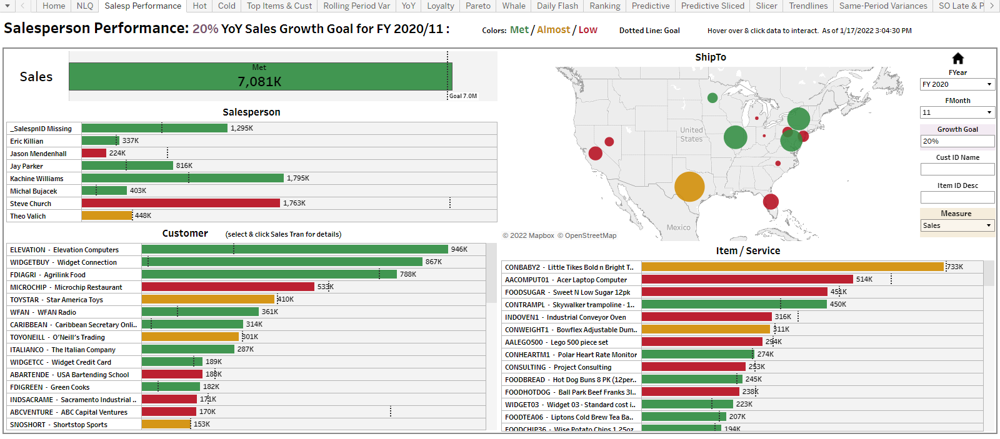 Home NLQ Salesp Performance Hot Cold Top Items & Cust Rolling Period Var YoY Loyalty Pareto Whale Daily Flash Ranking Predictive Predictive Sliced Slicer Trendlines Same-Period Variances SO Late & P
Salesperson Performance: 20% YoY Sales Growth Goal for FY 2020/11 :
Colors: Met / Almost / Low
Dotted Line: Goal
Hover over & click data to interact. As of 1/17/2022 3:04:30 PM
Sales
Met
7,081K
Goal 7.0M
Salesperson
_SalespnID Missing 1,295K
Eric Killian 337K
Jason Mendenhall 224K
Jay Parker 816K
Kachine Williams 1,795K
Michal Bujacek 403K
Steve Church 1,763K
Theo Valich 448K
Customer (select & click Sales Tran for details)
ELEVATION - Elevation Computers 946K
WIDGETBUY - Widget Connection 867K
FDIAGRI - Agrilink Food 788K
MICROCHIP - Microchip Restaurant 533K
TOYSTAR - Star America Toys 410K
WFAN - WFAN Radio 361K
CARIBBEAN - Caribbean Secretary Onli.. 314K
TOYONEILL - O'Neill's Trading 301K
ITALIANCO - The Italian Company 287K
WIDGETCC - Widget Credit Card 189K
ABARTENDE - USA Bartending School 188K
FDIGREEN - Green Cooks 182K
INDSACRAME - Sacramento Industrial .. 171K
ABCVENTURE - ABC Capital Ventures 170K
SNOSHORT - Shortstop Sports 153K
ShipTo
United
States
Mexico
© 2022 Mapbox © OpenStreetMap
FYear
FY 2020
FMonth
11
Growth Goal
20%
Cust ID Name
Item ID Desc
Measure
Sales
Item / Service
CONBABY2 - Little Tikes Bold n Bright T.. 733K
AACOMPUT01 - Acer Laptop Computer 514K
FOODSUGAR - Sweet N Low Sugar 12pk 451K
CONTRAMPL - Skywalker trampoline - 1.. 450K
INDOVEN1 - Industrial Conveyor Oven 316K
CONWEIGHT1 - Bowflex Adjustable Dum.. 311K
AALEGO500 - Lego 500 piece set 294K
CONHEARTM1 - Polar Heart Rate Monitor 274K
CONSULTING - Project Consulting 253K
FOODBREAD - Hot Dog Buns 8 PK (12per.. 245K
FOODHOTDOG - Ball Park Beef Franks 3l.. 238K
WIDGET03 - Widget 03 - Standard cost i.. 223K
FOODTEA06 - Liptons Cold Brew Tea Ba.. 207K
FOODCHIP36 - Wise Potato Chips 1.25oz 194K